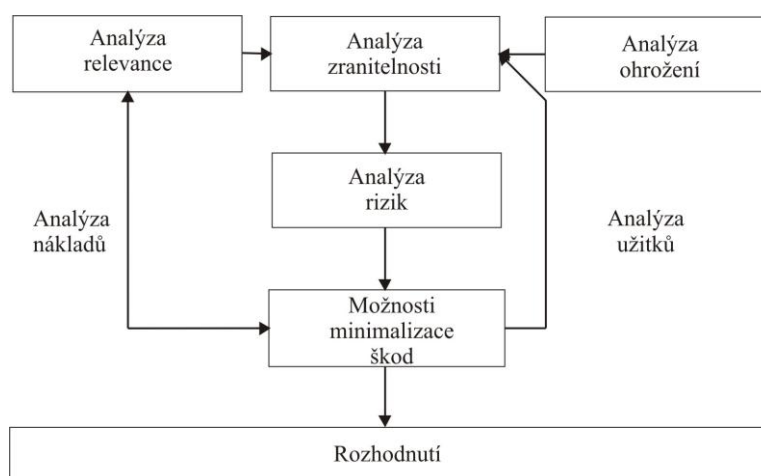 Analýza
relevance
Analýza
zranitelnosti
Analýza
ohrožení
Analýza
rizik
Analýza
nákladů
Analýza
užitků
Možnosti
minimalizace
škod
Rozhodnutí